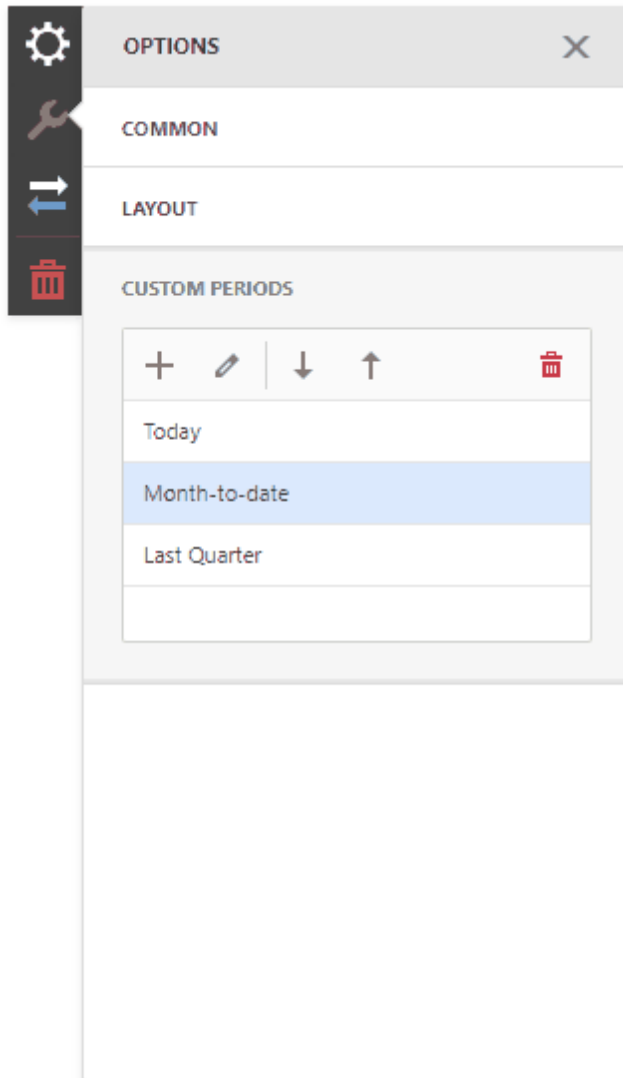 OPTIONS
COMMON
LAYOUT
CUSTOM PERIODS
Today
Month-to-date
Last Quarter